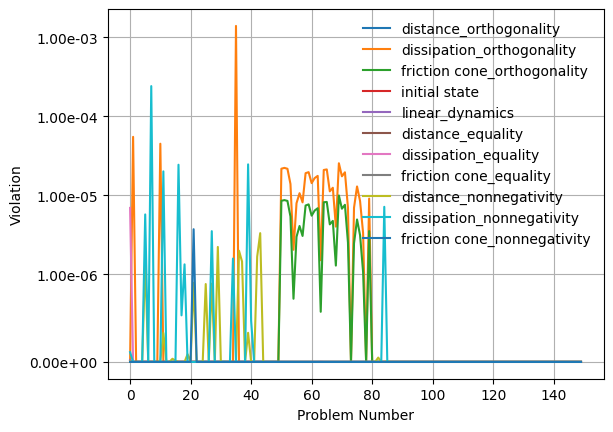 1.00e-03
1.00e-04
1.00e-05
1.00e-06
0.00e+00
Violation
distance_orthogonality
dissipation_orthogonality
friction cone_orthogonality
initial state
linear_dynamics
distance_equality
dissipation_equality
friction cone_equality
distance_nonnegativity
dissipation_nonnegativity
friction cone_nonnegativity
0 20 40 60 80 100 120 140
Problem Number